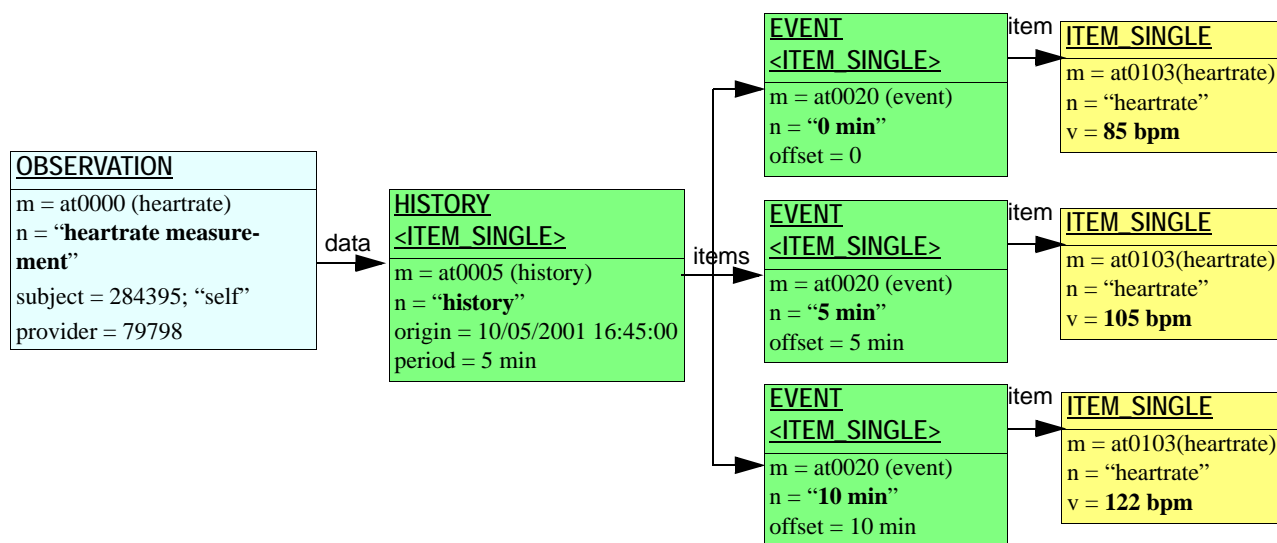 OBSERVATION
m = at0000 (heartrate)
n = “heartrate measure-
ment”
subject = 284395; “self”
provider = 79798
data
HISTORY
<ITEM_SINGLE>
m = at0005 (history)
n = “history”
origin = 10/05/2001 16:45:00
period = 5 min
items
EVENT
<ITEM_SINGLE>
m = at0020 (event)
n = “0 min”
offset = 0
item
ITEM_SINGLE
m = at0103(heartrate)
n = “heartrate”
v = 85 bpm
EVENT
<ITEM_SINGLE>
m = at0020 (event)
n = “5 min”
offset = 5 min
item
ITEM_SINGLE
m = at0103(heartrate)
n = “heartrate”
v = 105 bpm
EVENT
<ITEM_SINGLE>
m = at0020 (event)
n = “10 min”
offset = 10 min
item
ITEM_SINGLE
m = at0103(heartrate)
n = “heartrate”
v = 122 bpm